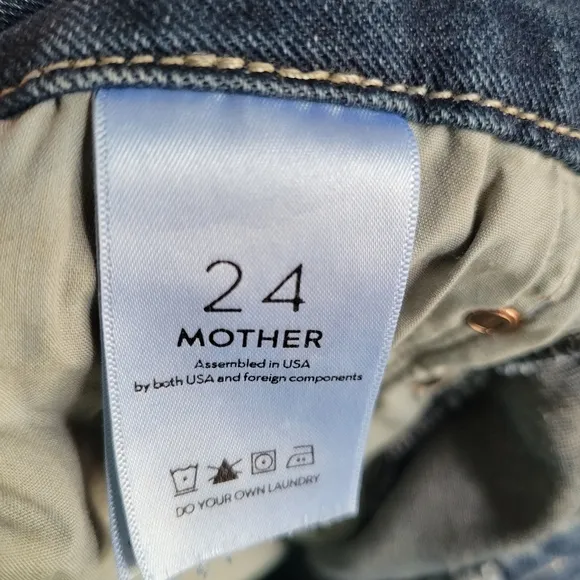 24
MOTHER
Assembled in USA
by both USA and foreign components
DO YOUR OWN LAUNDRY